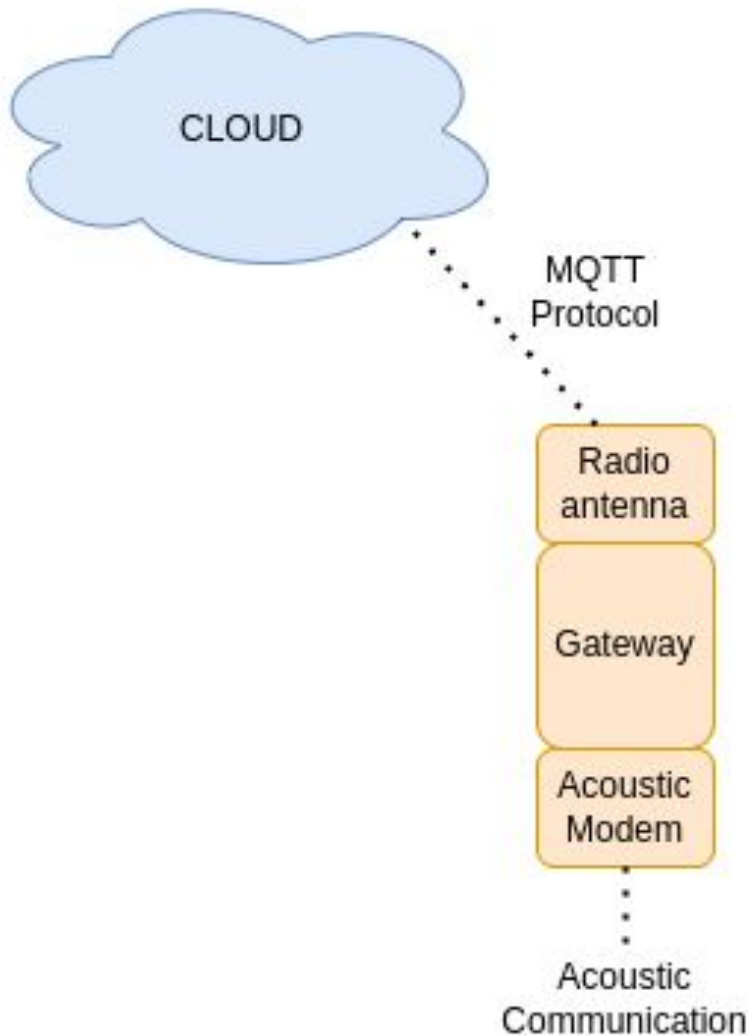 CLOUD
MQTT
Protocol
Radio
antenna
Gateway
Acoustic
Modem
Acoustic
Communication